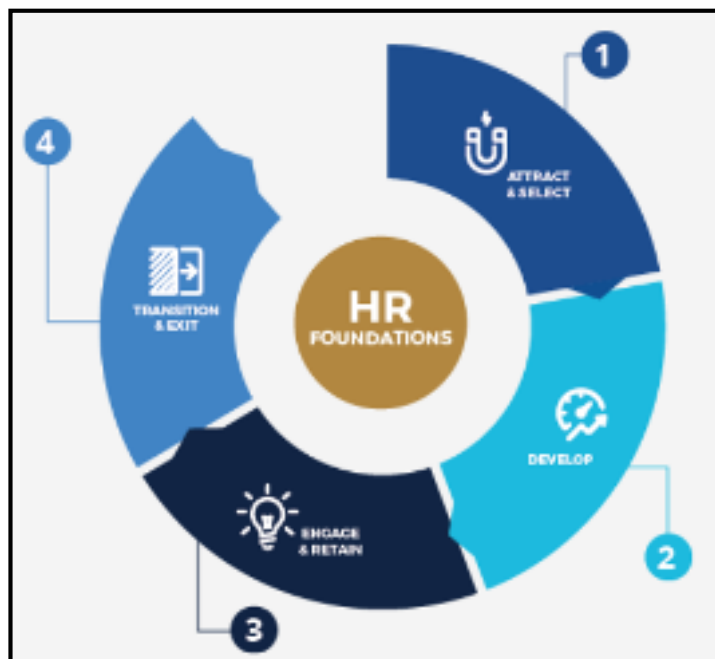 1
ATTRACT
& SELECT
4
TRANSITION
& EXIT
HR
FOUNDATIONS
DEVELOP
2
ENGAGE
& RETAIN
3